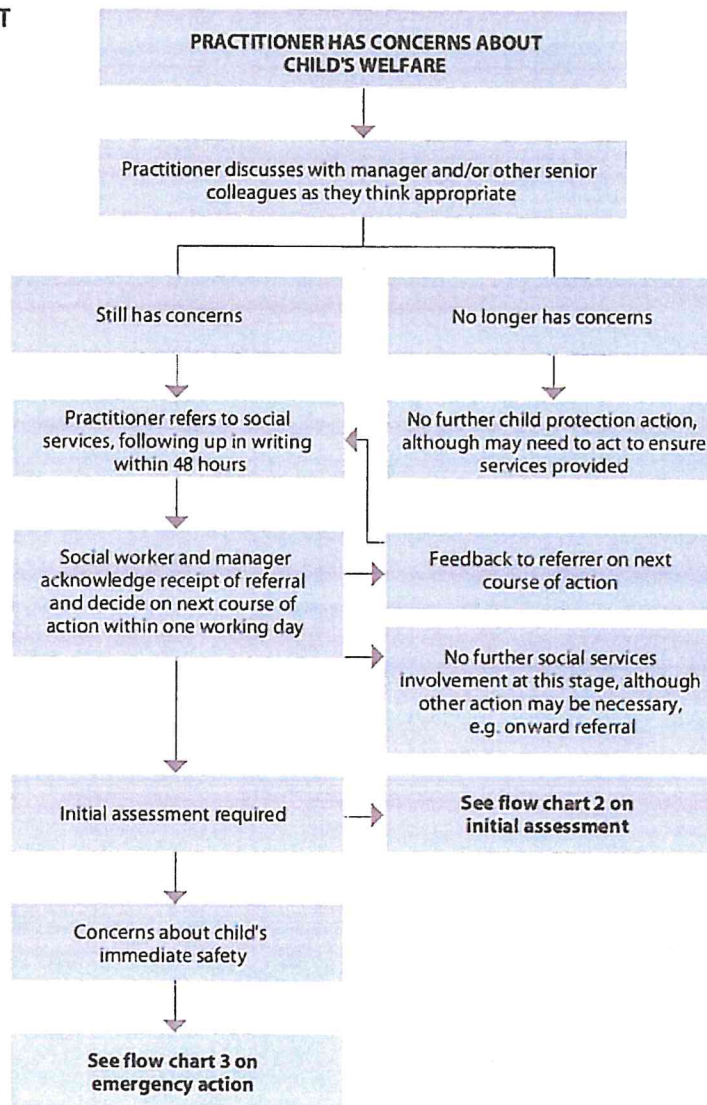 PRACTITIONER HAS CONCERNS ABOUT
CHILD'S WELFARE
Practitioner discusses with manager and/or other senior
colleagues as they think appropriate
Still has concerns
No longer has concerns
Practitioner refers to social
services, following up in writing
within 48 hours
No further child protection action,
although may need to act to ensure
services provided
Social worker and manager
acknowledge receipt of referral
and decide on next course of
action within one working day
Feedback to referrer on next
course of action
No further social services
involvement at this stage, although
other action may be necessary,
e.g. onward referral
Initial assessment required
See flow chart 2 on
initial assessment
Concerns about child's
immediate safety
See flow chart 3 on
emergency action